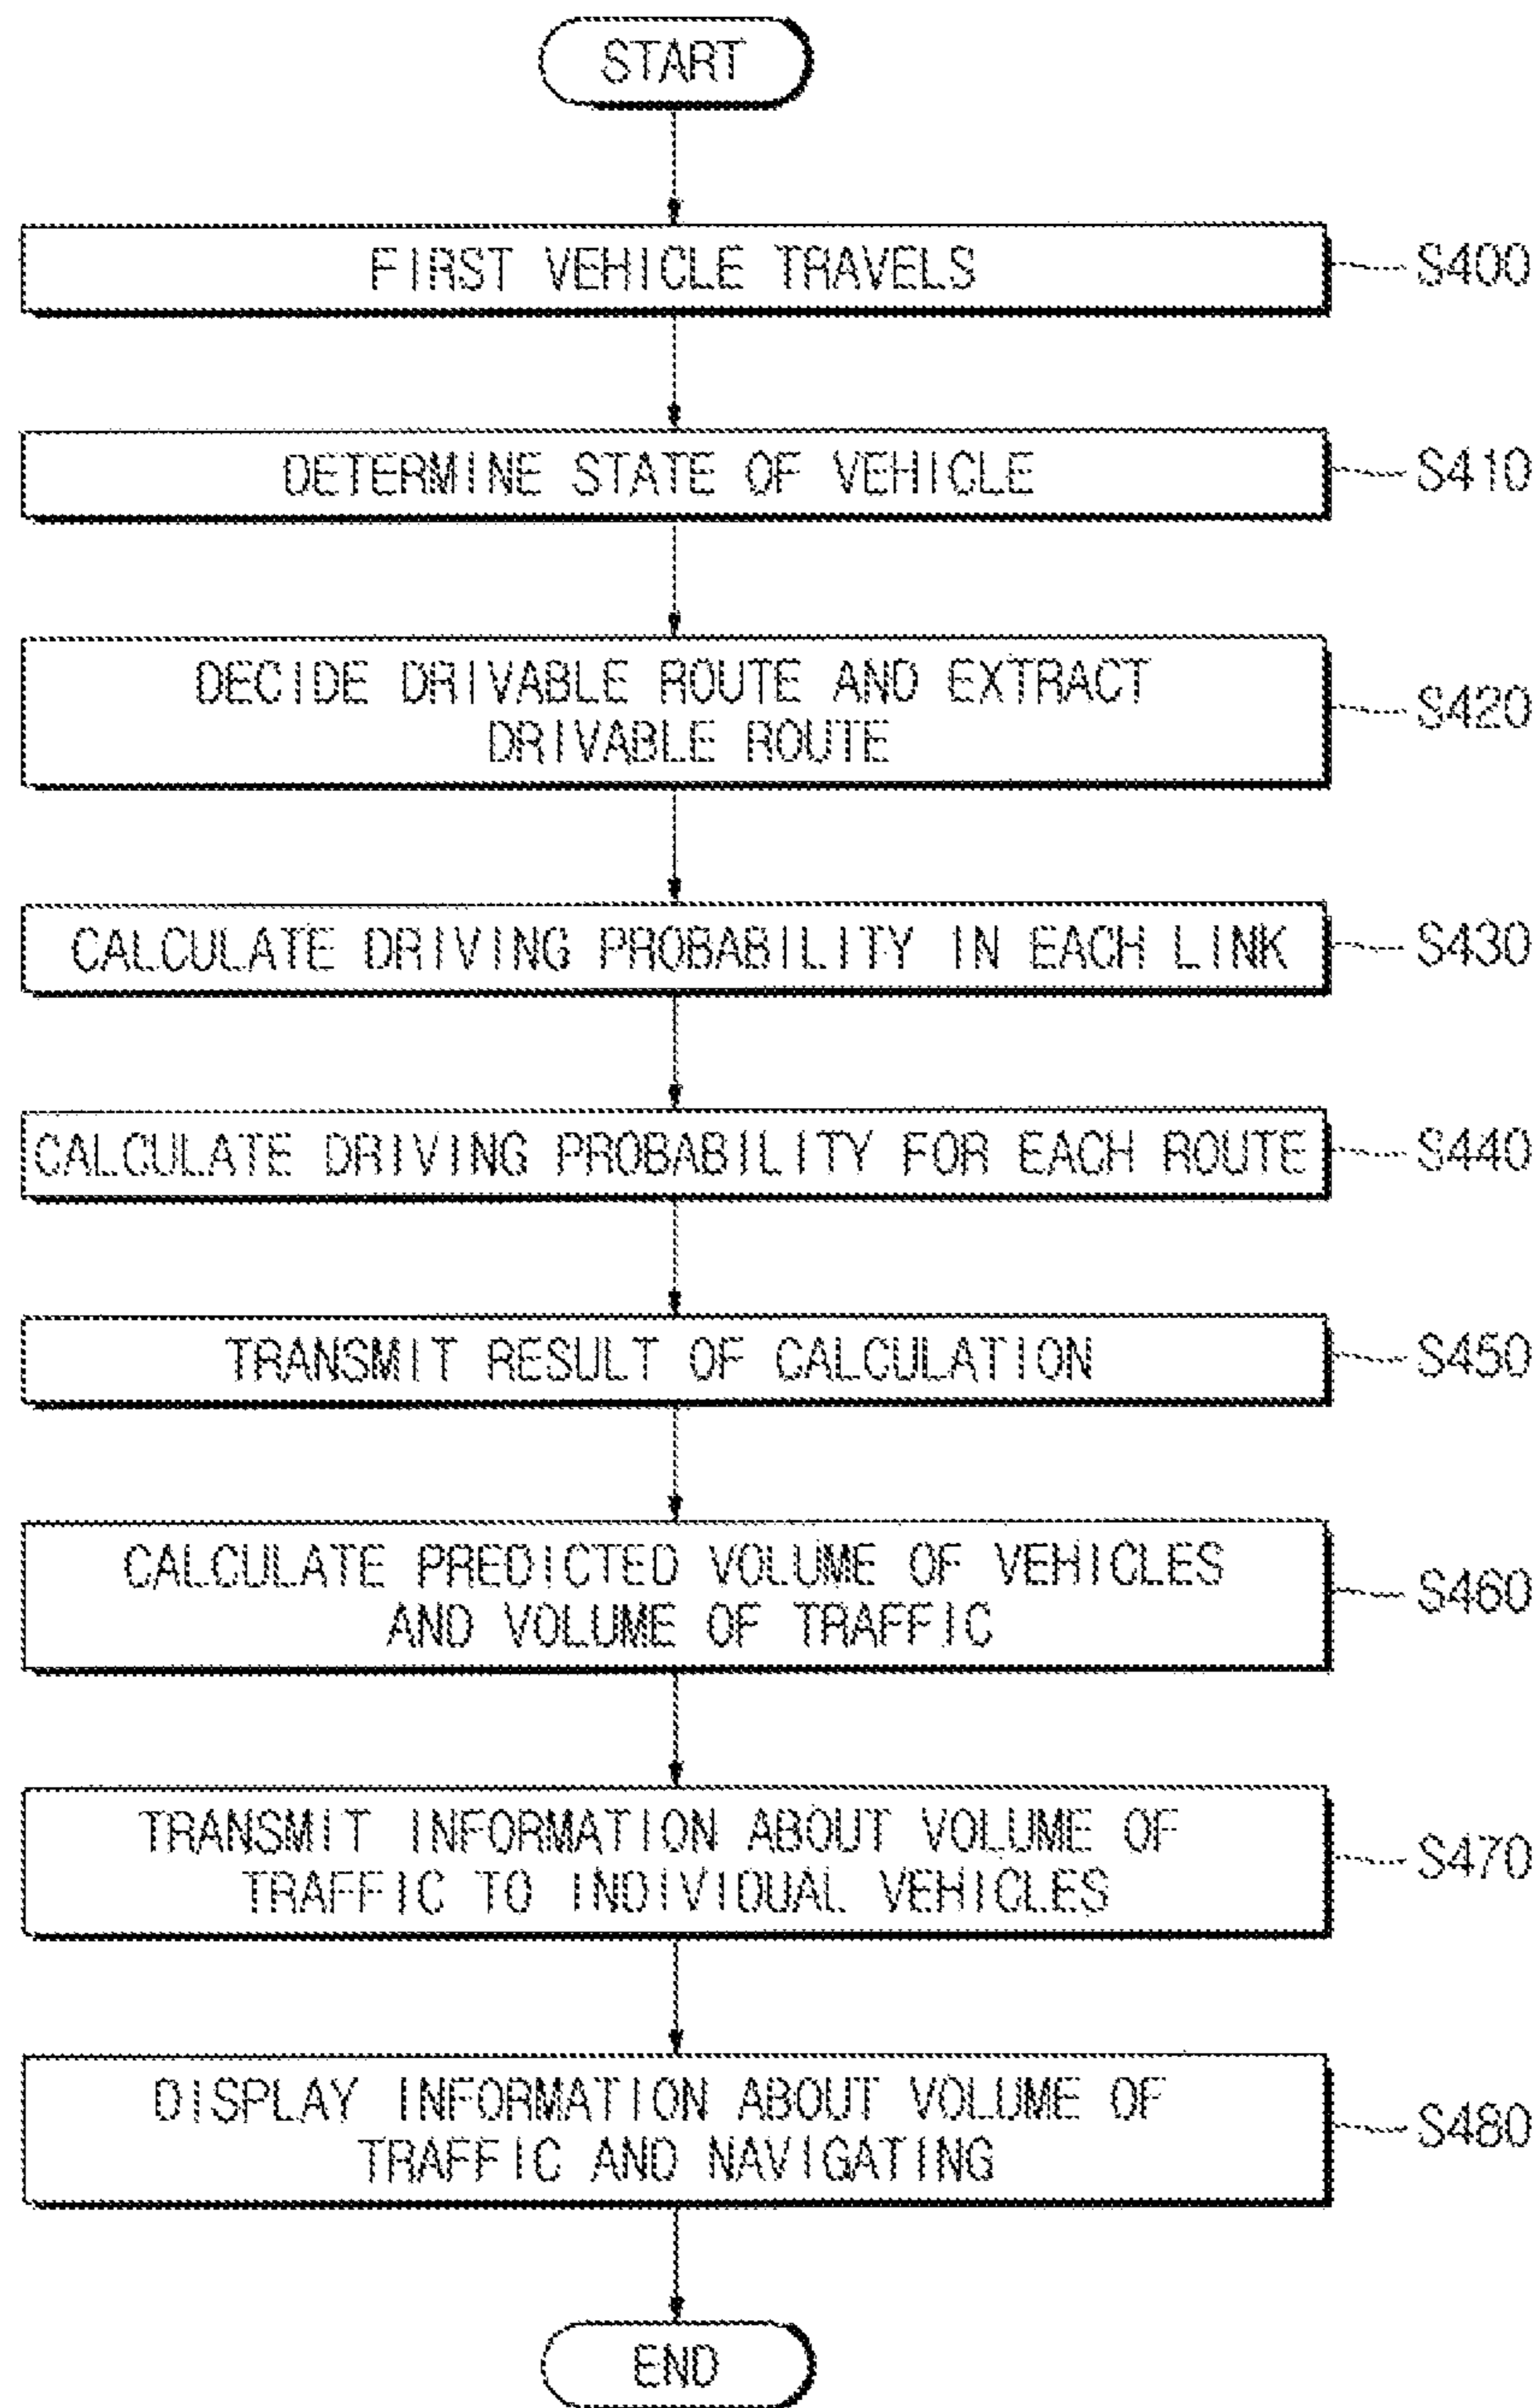 START
FIRST VEHICLE TRAVELS
S400
DETERMINE STATE OF VEHICLE
S410
DECIDE DRIVABLE ROUTE AND EXTRACT
DRIVABLE ROUTE
S420
CALCULATE DRIVING PROBABILITY IN EACH LINK
S430
CALCULATE DRIVING PROBABILITY FOR EACH ROUTE
S440
TRANSMIT RESULT OF CALCULATION
S450
CALCULATE PREDICTED VOLUME OF VEHICLES
AND VOLUME OF TRAFFIC
S460
TRANSMIT INFORMATION ABOUT VOLUME OF
TRAFFIC TO INDIVIDUAL VEHICLES
S470
DISPLAY INFORMATION ABOUT VOLUME OF
TRAFFIC AND NAVIGATING
S480
END